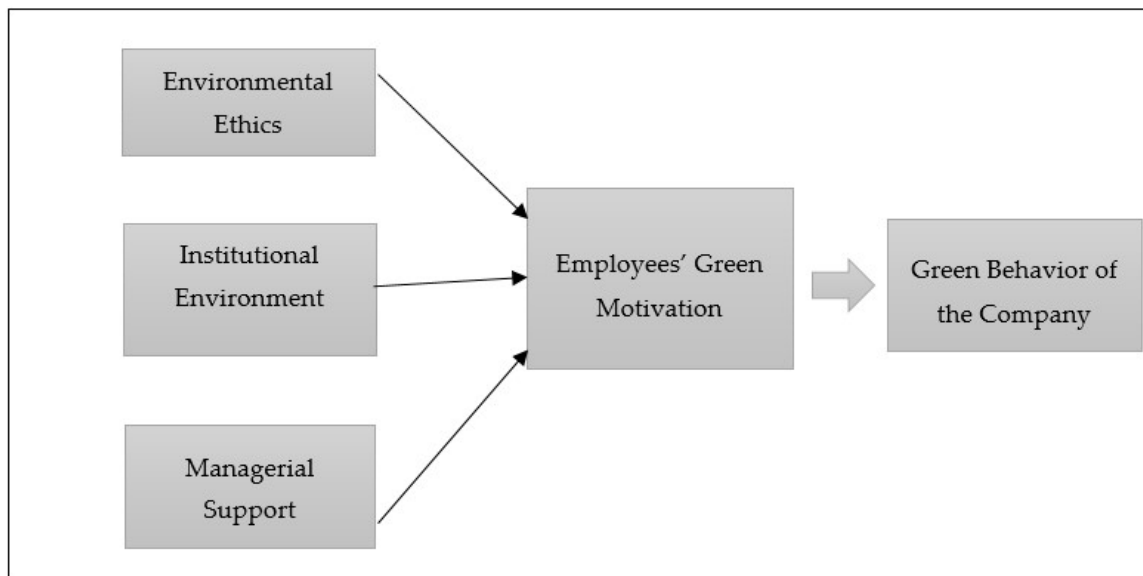 Environmental
Ethics
Institutional
Environment
Managerial
Support
Employees’ Green
Motivation
Green Behavior of
the Company